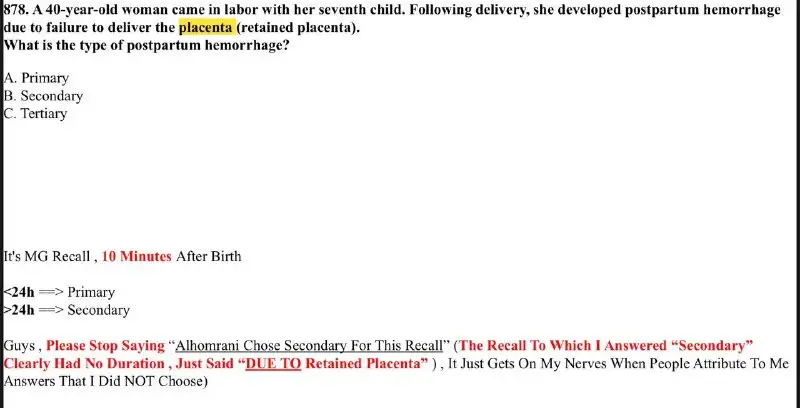 878. A 40-year-old woman came in labor with her seventh child. Following delivery, she developed postpartum hemorrhage
due to failure to deliver the placenta (retained placenta).
What is the type of postpartum hemorrhage?
A. Primary
B. Secondary
C. Tertiary
It's MG Recall , 10 Minutes After Birth
<24h ==> Primary
>24h ==> Secondary
Guys , Please Stop Saying “Alhomrani Chose Secondary For This Recall” (The Recall To Which I Answered “Secondary”
Clearly Had No Duration , Just Said “DUE TO Retained Placenta” ) , It Just Gets On My Nerves When People Attribute To Me
Answers That I Did NOT Choose)